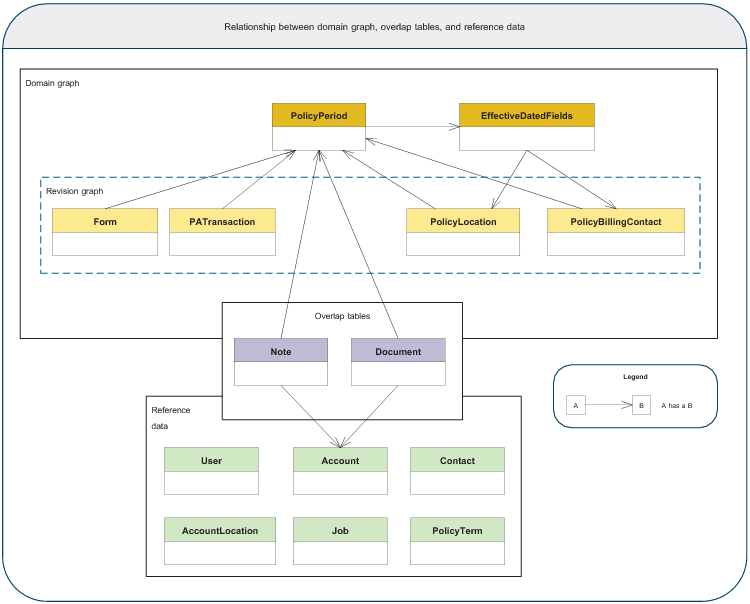 Relationship between domain graph, overlap tables, and reference data
Domain graph
PolicyPeriod
EffectiveDatedFields
Revision graph
Form
PATransaction
PolicyLocation
PolicyBillingContact
Overlap tables
Note
Document
Legend
A
B
A has a B
Reference
data
User
Account
Contact
AccountLocation
Job
PolicyTerm